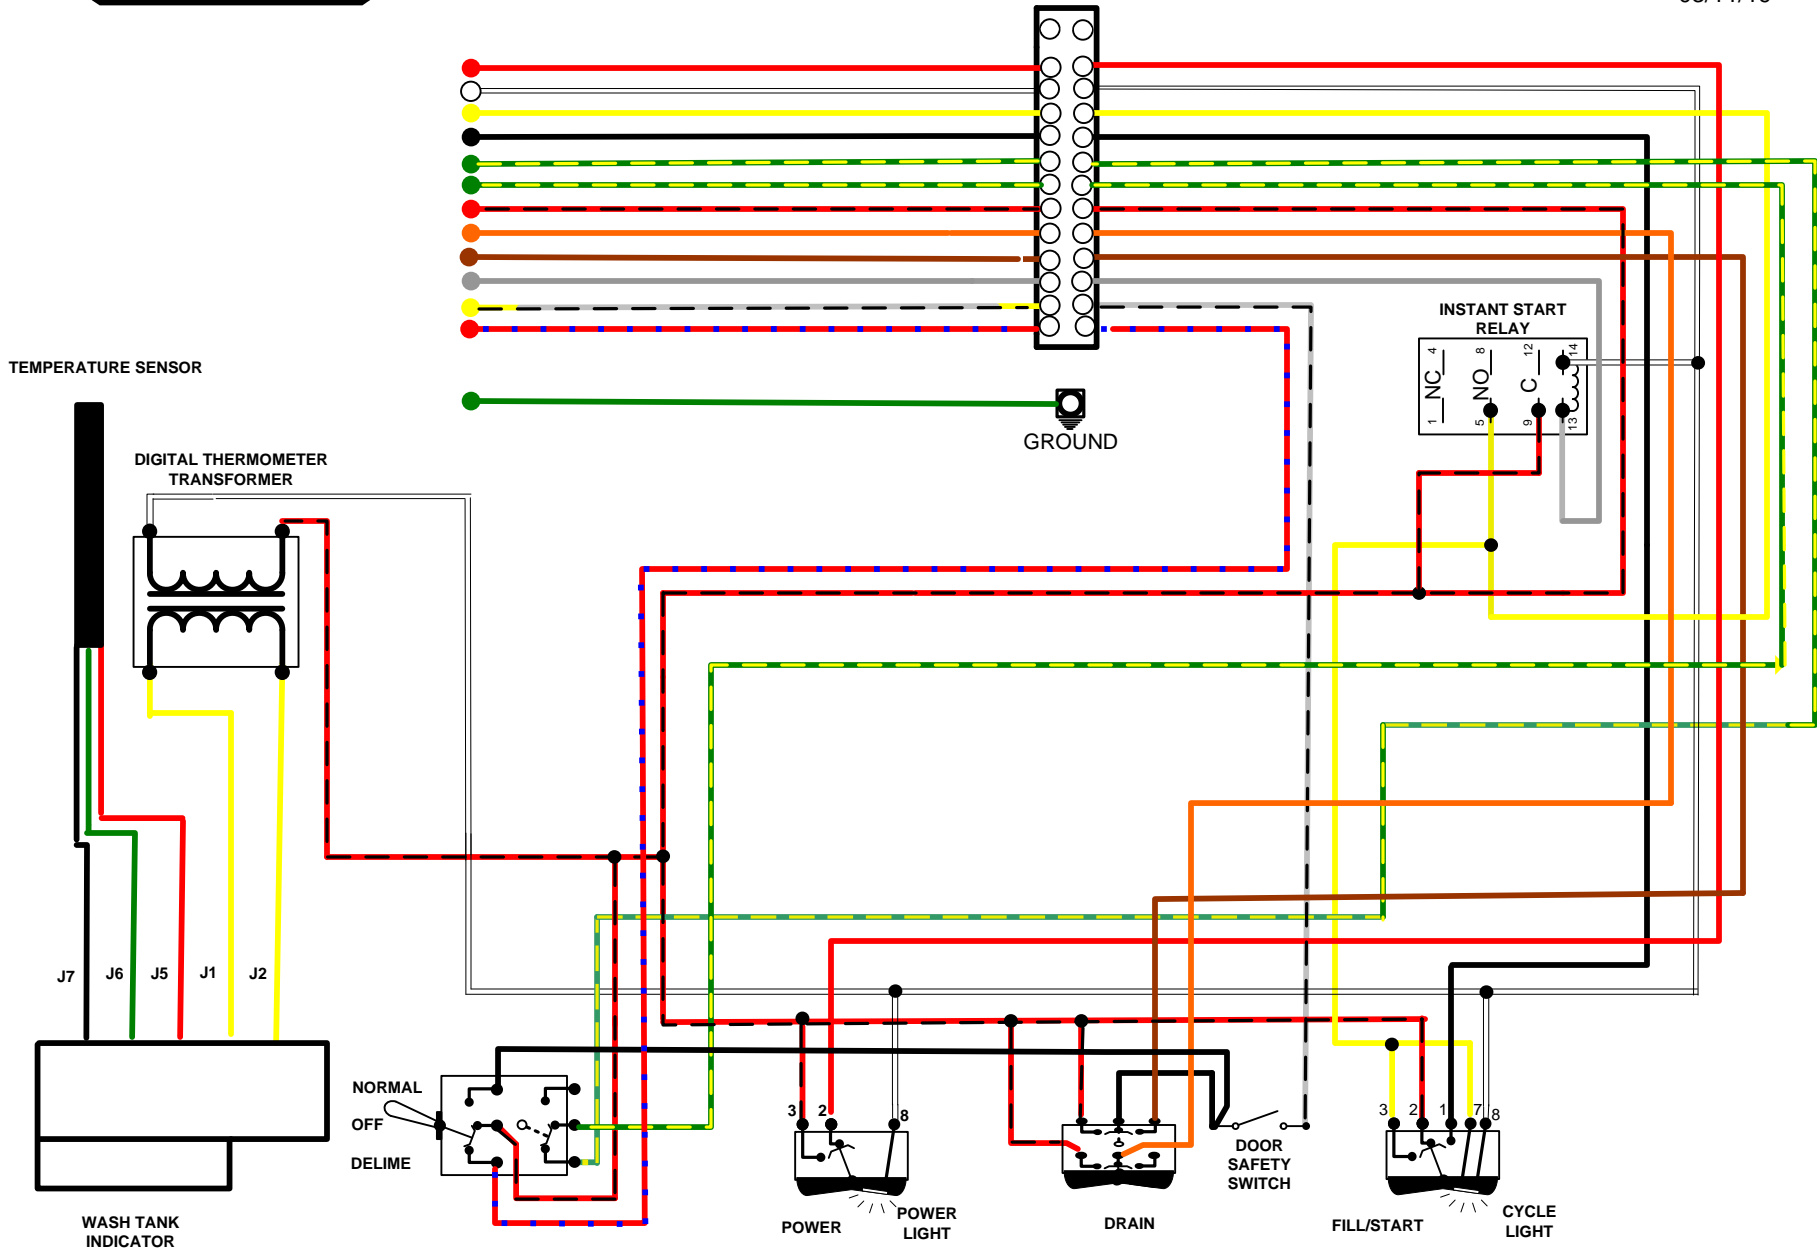 INSTANT START
RELAY
1 NC 4
5 NO 8
9 C 12
13 14
TEMPERATURE SENSOR
GROUND
DIGITAL THERMOMETER
TRANSFORMER
J7 J6 J5 J1 J2
NORMAL
OFF
DELIME
3 2 8
3 2 1 7 8
DOOR
SAFETY
SWITCH
WASH TANK
INDICATOR
POWER
POWER
LIGHT
DRAIN
FILL/START
CYCLE
LIGHT